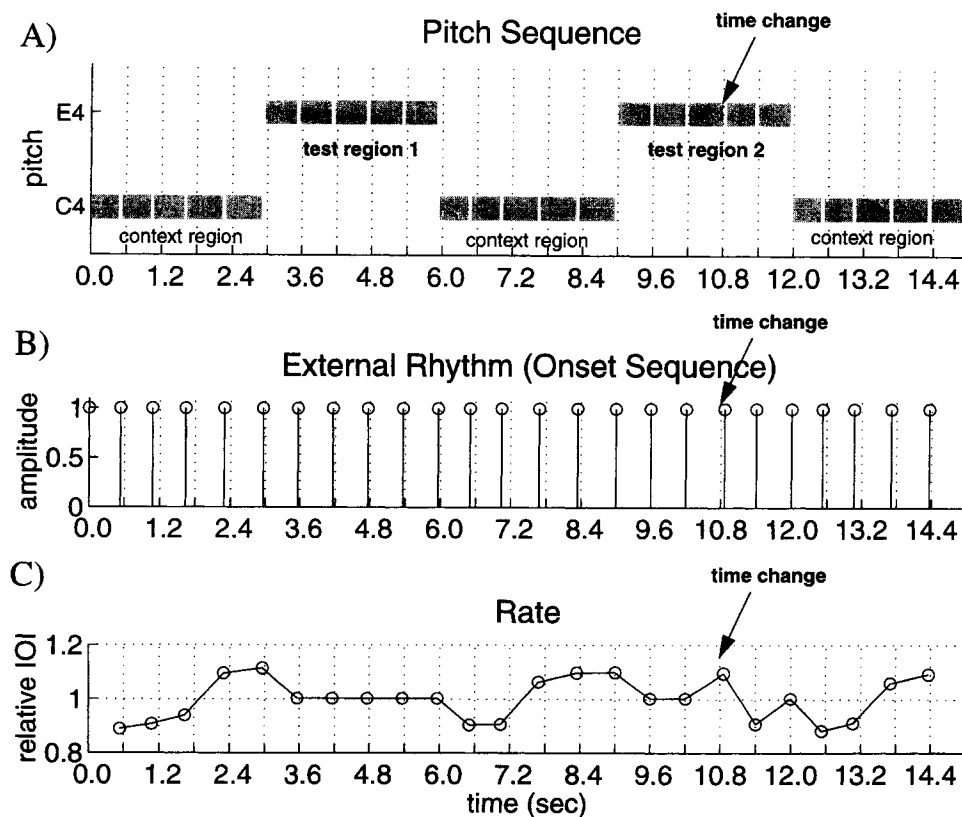 A)
Pitch Sequence
time change
pitch
E4
C4
test region 1
test region 2
context region
context region
context region
0.0 1.2 2.4 3.6 4.8 6.0 7.2 8.4 9.6 10.8 12.0 13.2 14.4
time change
B)
External Rhythm (Onset Sequence)
amplitude
1
0.5
0
0.0 1.2 2.4 3.6 4.8 6.0 7.2 8.4 9.6 10.8 12.0 13.2 14.4
C)
time change
Rate
relative IOI
1.2
1
0.8
0.0 1.2 2.4 3.6 4.8 6.0 7.2 8.4 9.6 10.8 12.0 13.2 14.4
time (sec)